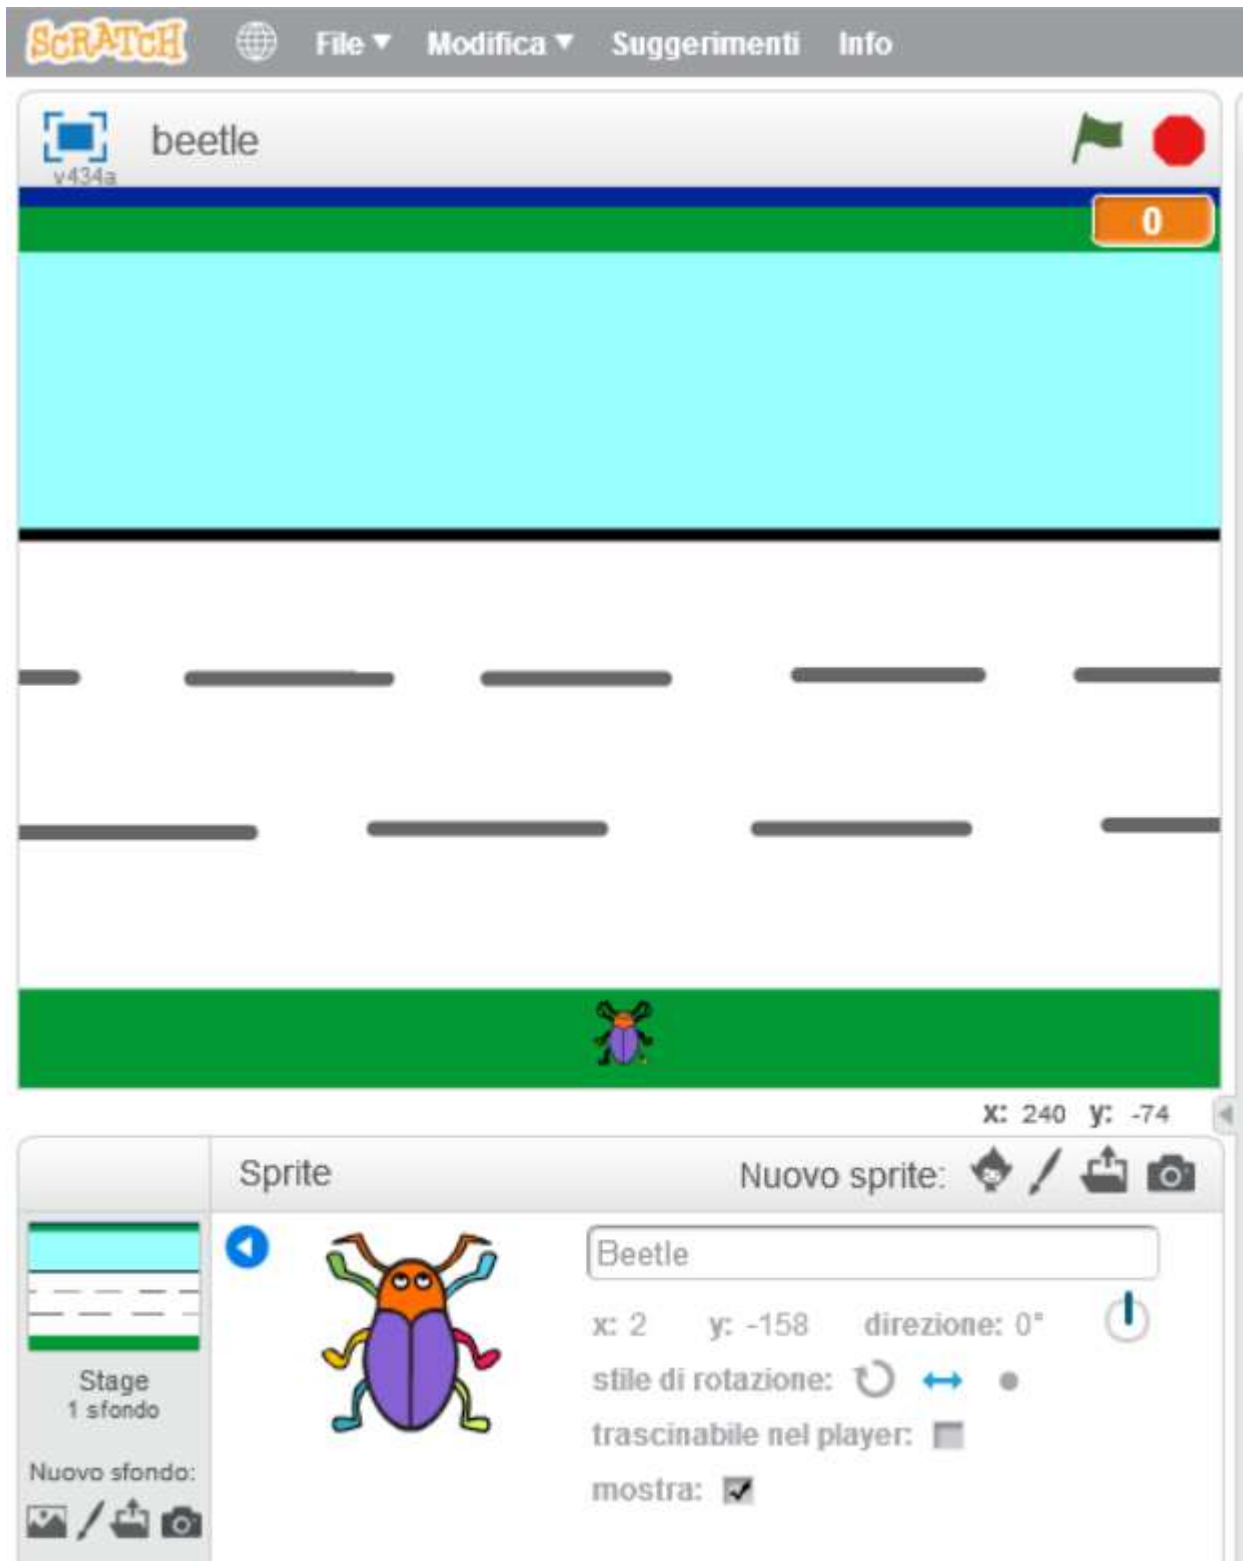 SCRATCH File Modifica Suggerimenti Info
beetle
v434a
0
x: 240 y: -74
Sprite Nuovo sprite:
Beetle
x: 2 y: -158 direzione: 0°
stile di rotazione:
trascinabile nel player:
mostra:
Stage
1 sfondo
Nuovo sfondo: